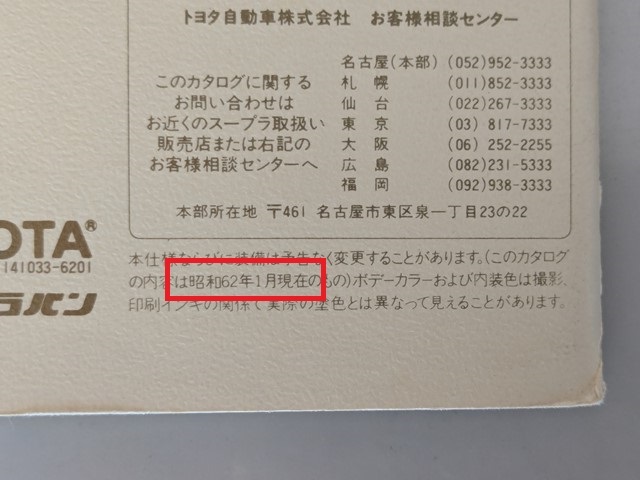 トヨタ自動車株式会社 お客様相談センター
このカタログに関する
お問い合わせは
お近くのスープラ取扱い
販売店または右記の
お客様相談センターへ
名古屋(本部) (052)952-3333
札幌 (011)852-3333
仙台 (022)267-3333
東京 (03) 817-7333
大阪 (06) 252-2255
広島 (082)231-5333
福岡 (092)938-3333
本部所在地 〒461 名古屋市東区泉一丁目23の22
OTA®
141033-6201
本仕様ならびに装備は予告なく変更することがあります。(このカタログ
の内容は昭和62年1月現在のもの)ボデーカラーおよび内装色は撮影、
印刷インキの関係で実際の塗色とは異なって見えることがあります。